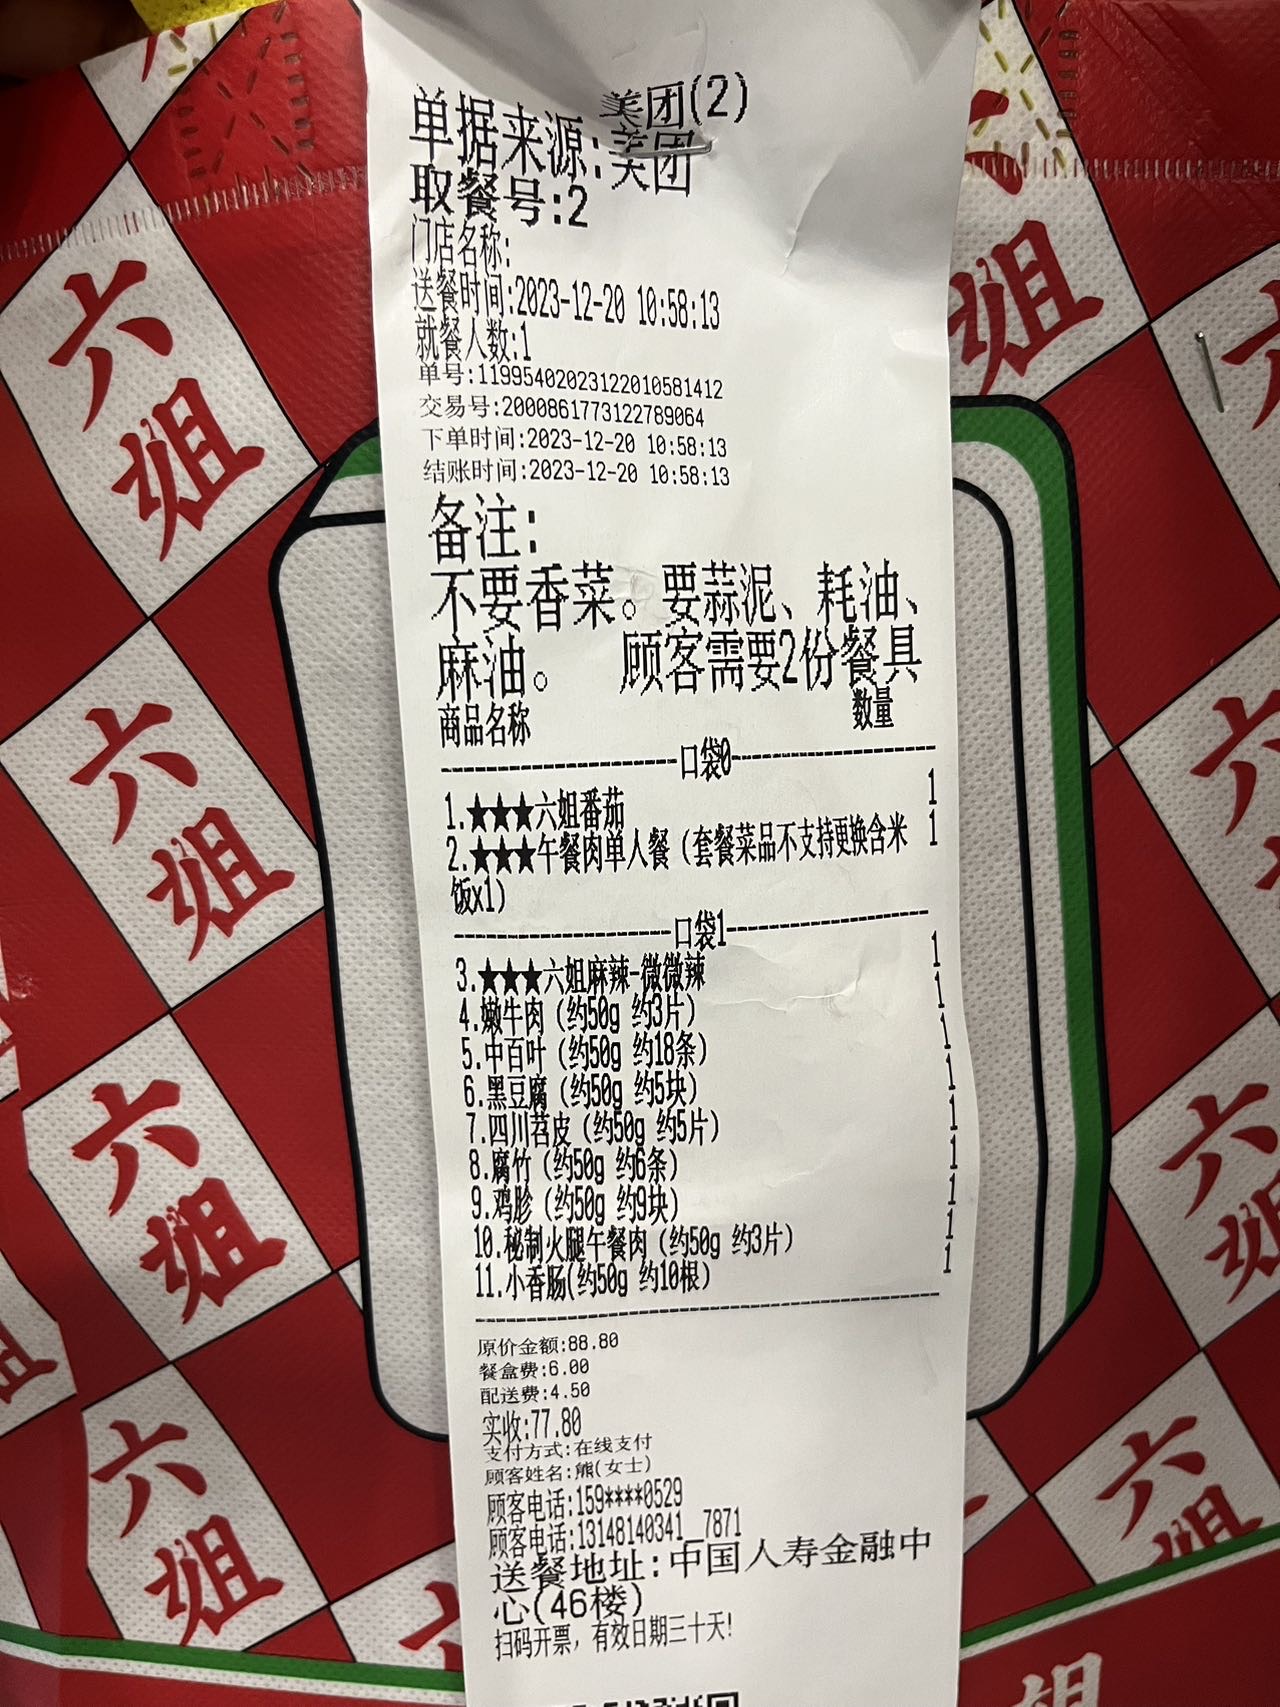 美团(2)
单据来源:美团
取餐号:2
门店名称:
送餐时间:2023-12-20 10:58:13
就餐人数:1
单号:11995402023122010581412
交易号:2000861773122789064
下单时间:2023-12-20 10:58:13
结账时间:2023-12-20 10:58:13
备注:
不要香菜。要蒜泥、耗油、
麻油。 顾客需要2份餐具
商品名称 数量
口袋0
1.★★★六姐番茄 1
2.★★★午餐肉单人餐（套餐菜品不支持更换含米 1
饭x1）
口袋1
3.★★★六姐麻辣-微微辣 1
4.嫩牛肉（约50g 约3片） 1
5.中百叶（约50g 约18条） 1
6.黑豆腐（约50g 约5块） 1
7.四川苕皮（约50g 约5片） 1
8.腐竹（约50g 约6条） 1
9.鸡胗（约50g 约9块） 1
10.秘制火腿午餐肉（约50g 约3片） 1
11.小香肠(约50g 约10根） 1
原价金额:88.80
餐盒费:6.00
配送费:4.50
实收:77.80
支付方式:在线支付
顾客姓名:熊(女士)
顾客电话:159****0529
顾客电话:13148140341_7871
送餐地址:中国人寿金融中
心(46楼)
扫码开票，有效日期三十天!
六姐
六姐
六姐
六姐
姐
六
六姐
六姐
六姐
姐